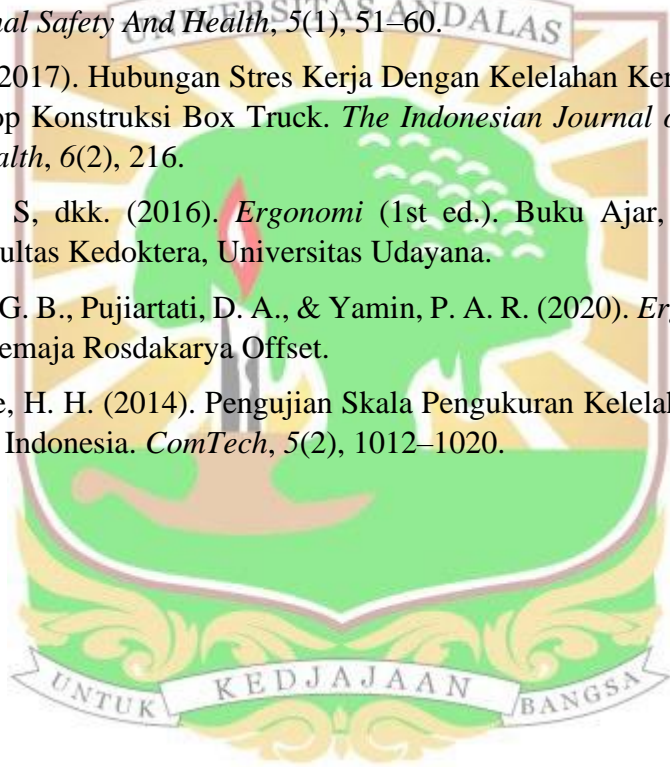 nal Safety And Health, 5(1), 51–60.
UNIVERSITAS ANDALAS
2017). Hubungan Stres Kerja Dengan Kelelahan Ker
op Konstruksi Box Truck. The Indonesian Journal o
alth, 6(2), 216.
S, dkk. (2016). Ergonomi (1st ed.). Buku Ajar,
ultas Kedoktera, Universitas Udayana.
G. B., Pujiartati, D. A., & Yamin, P. A. R. (2020). Erg
emaja Rosdakarya Offset.
e, H. H. (2014). Pengujian Skala Pengukuran Kelelah
Indonesia. ComTech, 5(2), 1012–1020.
UNTUK KEDJAJAAN BANGSA